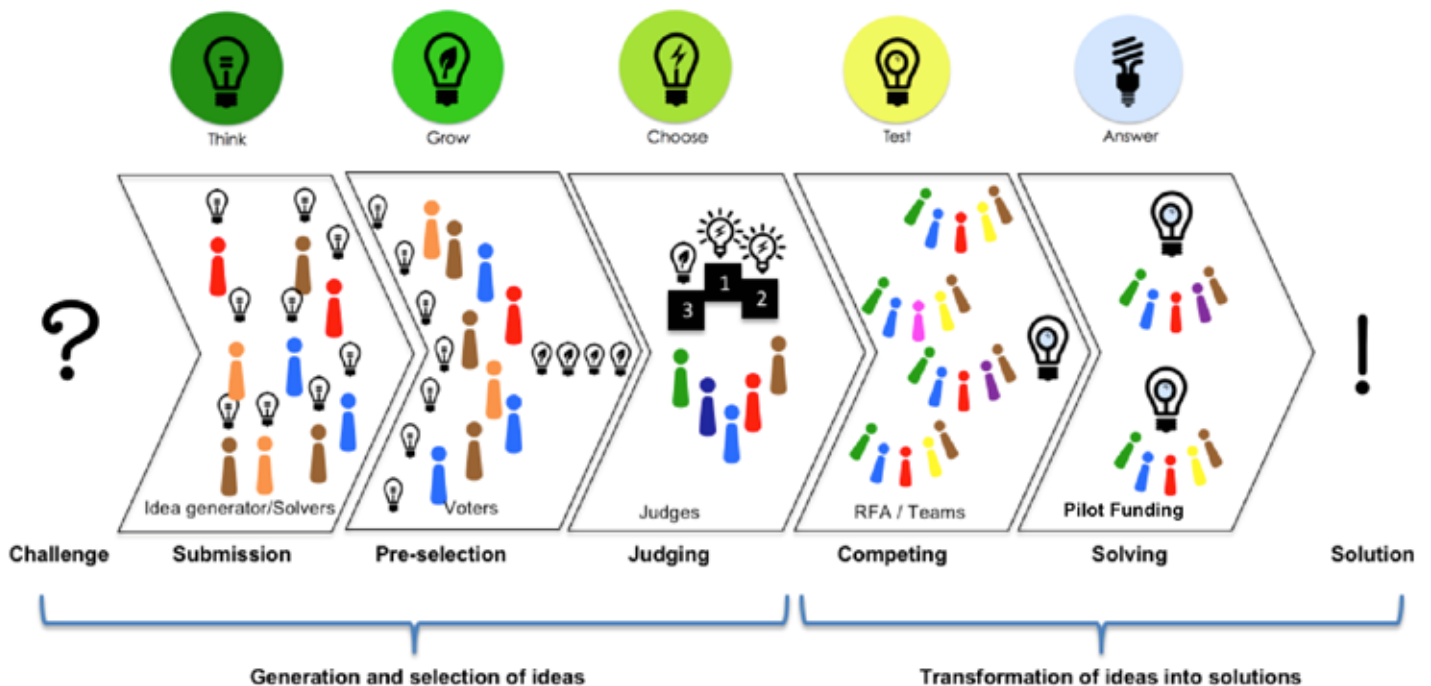 Think
Grow
Choose
Test
Answer
?
1
2
3
!
Idea generator/Solvers
Voters
Judges
RFA / Teams
Pilot Funding
Challenge
Submission
Pre-selection
Judging
Competing
Solving
Solution
Generation and selection of ideas
Transformation of ideas into solutions